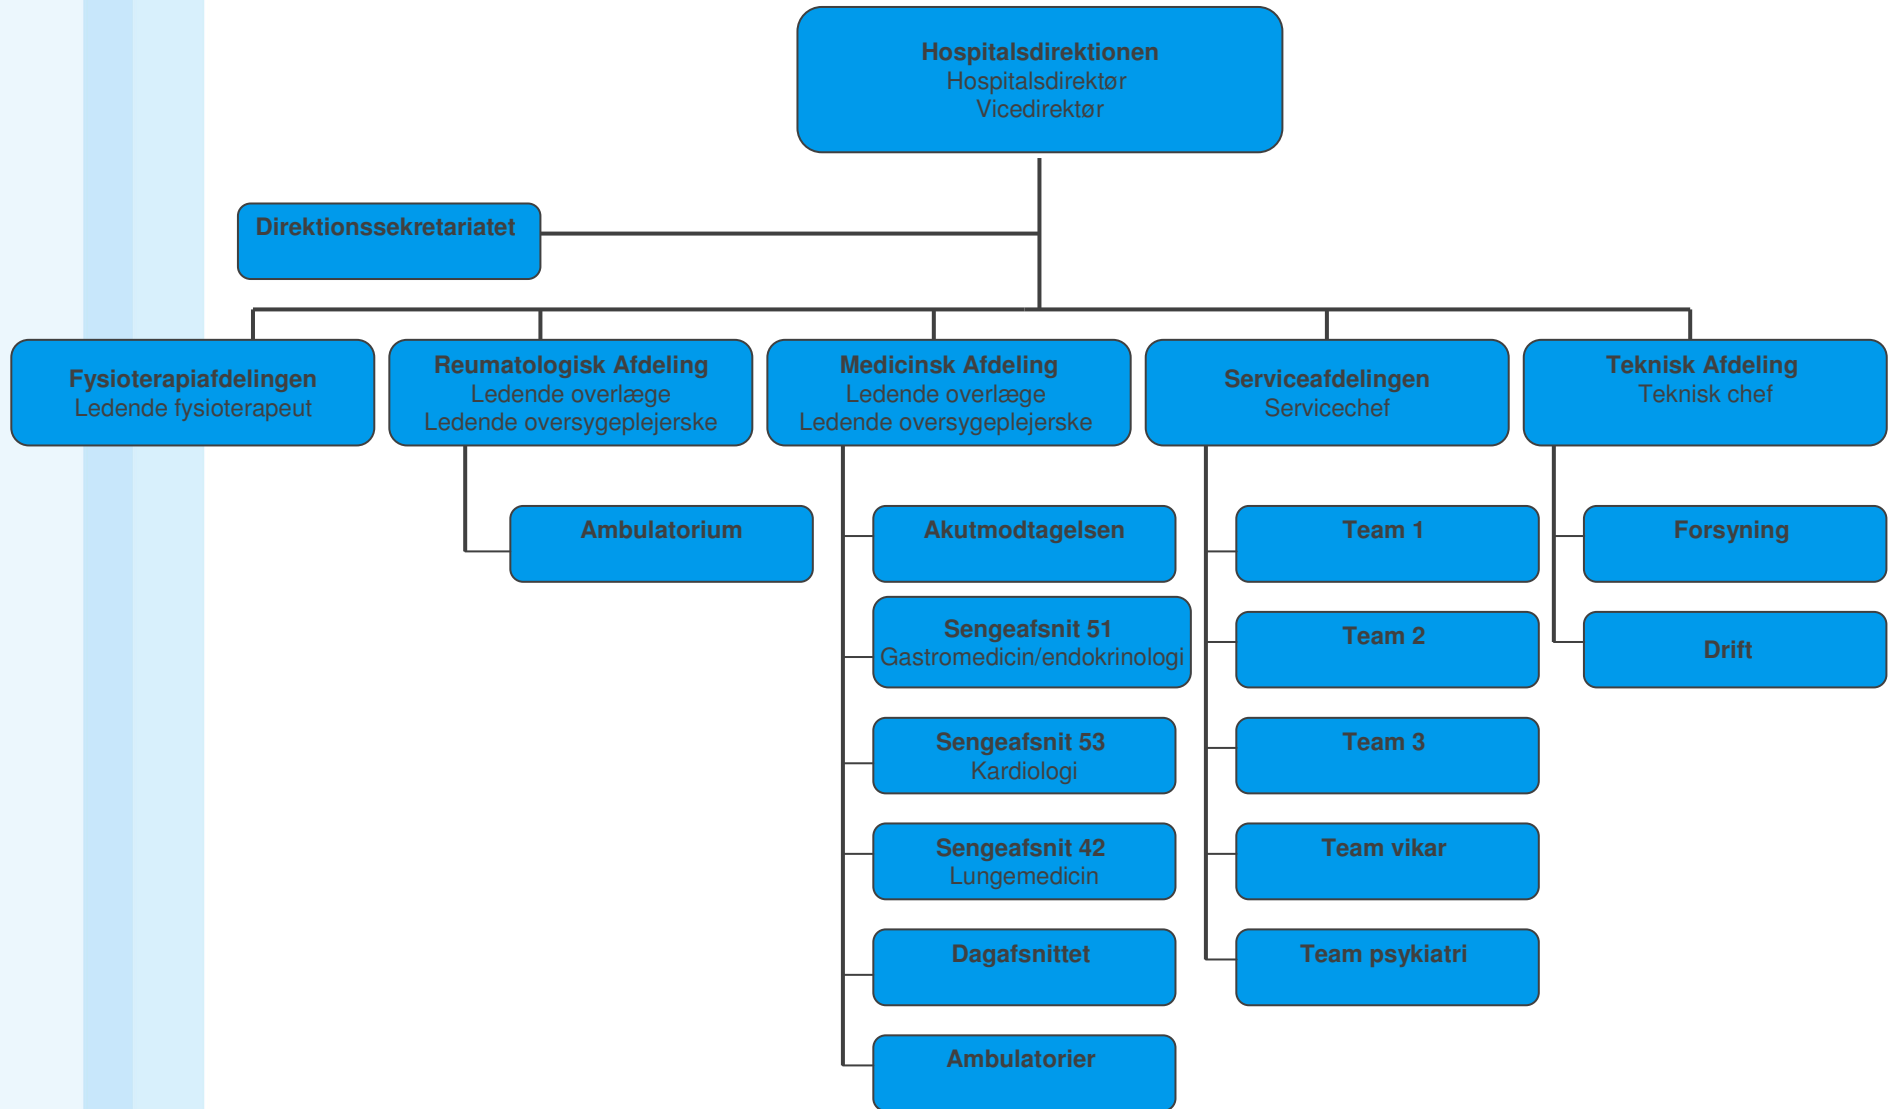 Hospitalsdirektionen
Hospitalsdirektør
Vicedirektør
Direktionssekretariatet
Fysioterapiafdelingen
Ledende fysioterapeut
Reumatologisk Afdeling
Ledende overlæge
Ledende oversygeplejerske
Medicinsk Afdeling
Ledende overlæge
Ledende oversygeplejerske
Serviceafdelingen
Servicechef
Teknisk Afdeling
Teknisk chef
Ambulatorium
Akutmodtagelsen
Sengeafsnit 51
Gastromedicin/endokrinologi
Sengeafsnit 53
Kardiologi
Sengeafsnit 42
Lungemedicin
Dagafsnittet
Ambulatorier
Team 1
Team 2
Team 3
Team vikar
Team psykiatri
Forsyning
Drift